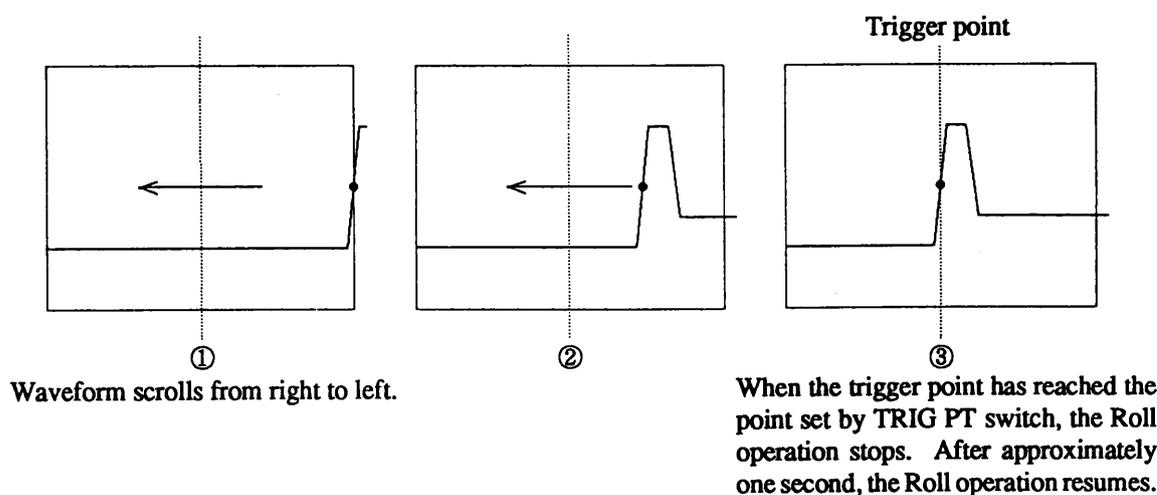 Trigger point
① ② ③
Waveform scrolls from right to left.
When the trigger point has reached the
point set by TRIG PT switch, the Roll
operation stops. After approximately
one second, the Roll operation resumes.